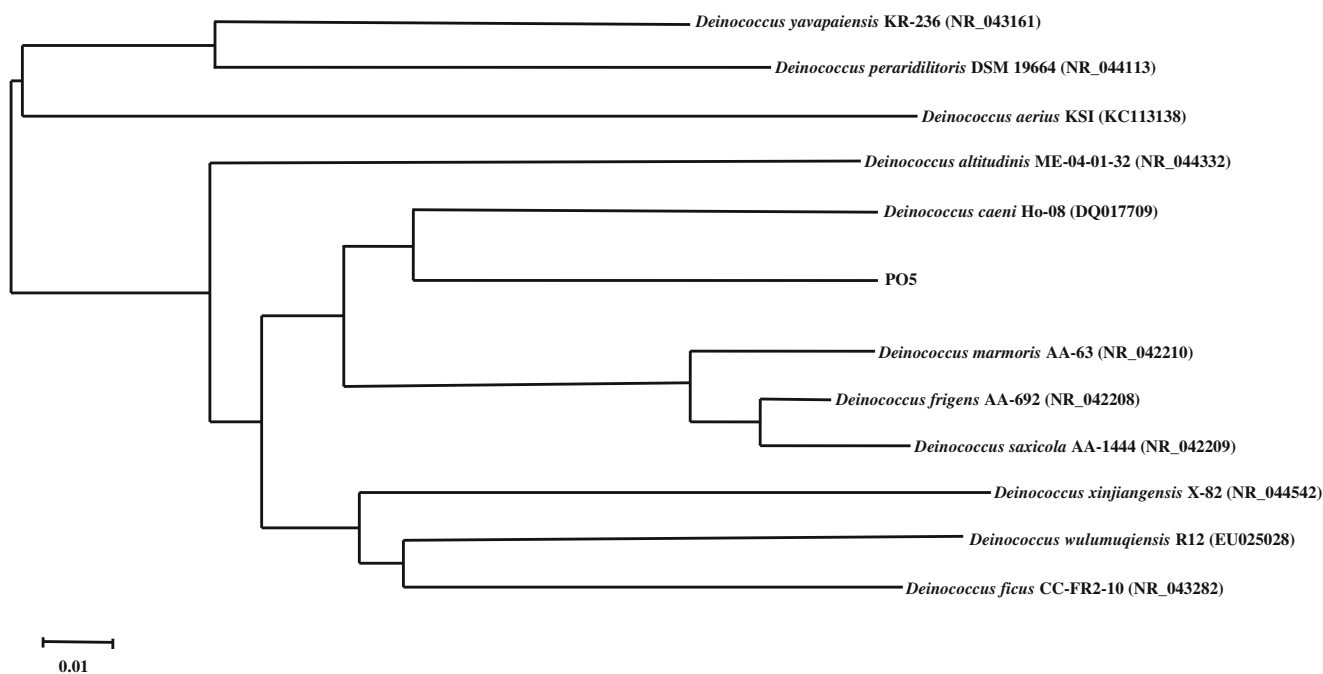 Deinococcus yavapaiensis KR-236 (NR_043161)
Deinococcus peraridilitoris DSM 19664 (NR_044113)
Deinococcus aerius KSI (KC113138)
Deinococcus altitudinis ME-04-01-32 (NR_044332)
Deinococcus caeni Ho-08 (DQ017709)
PO5
Deinococcus marmoris AA-63 (NR_042210)
Deinococcus frigens AA-692 (NR_042208)
Deinococcus saxicola AA-1444 (NR_042209)
Deinococcus xinjiangensis X-82 (NR_044542)
Deinococcus wulumuqiensis R12 (EU025028)
Deinococcus ficus CC-FR2-10 (NR_043282)
0.01